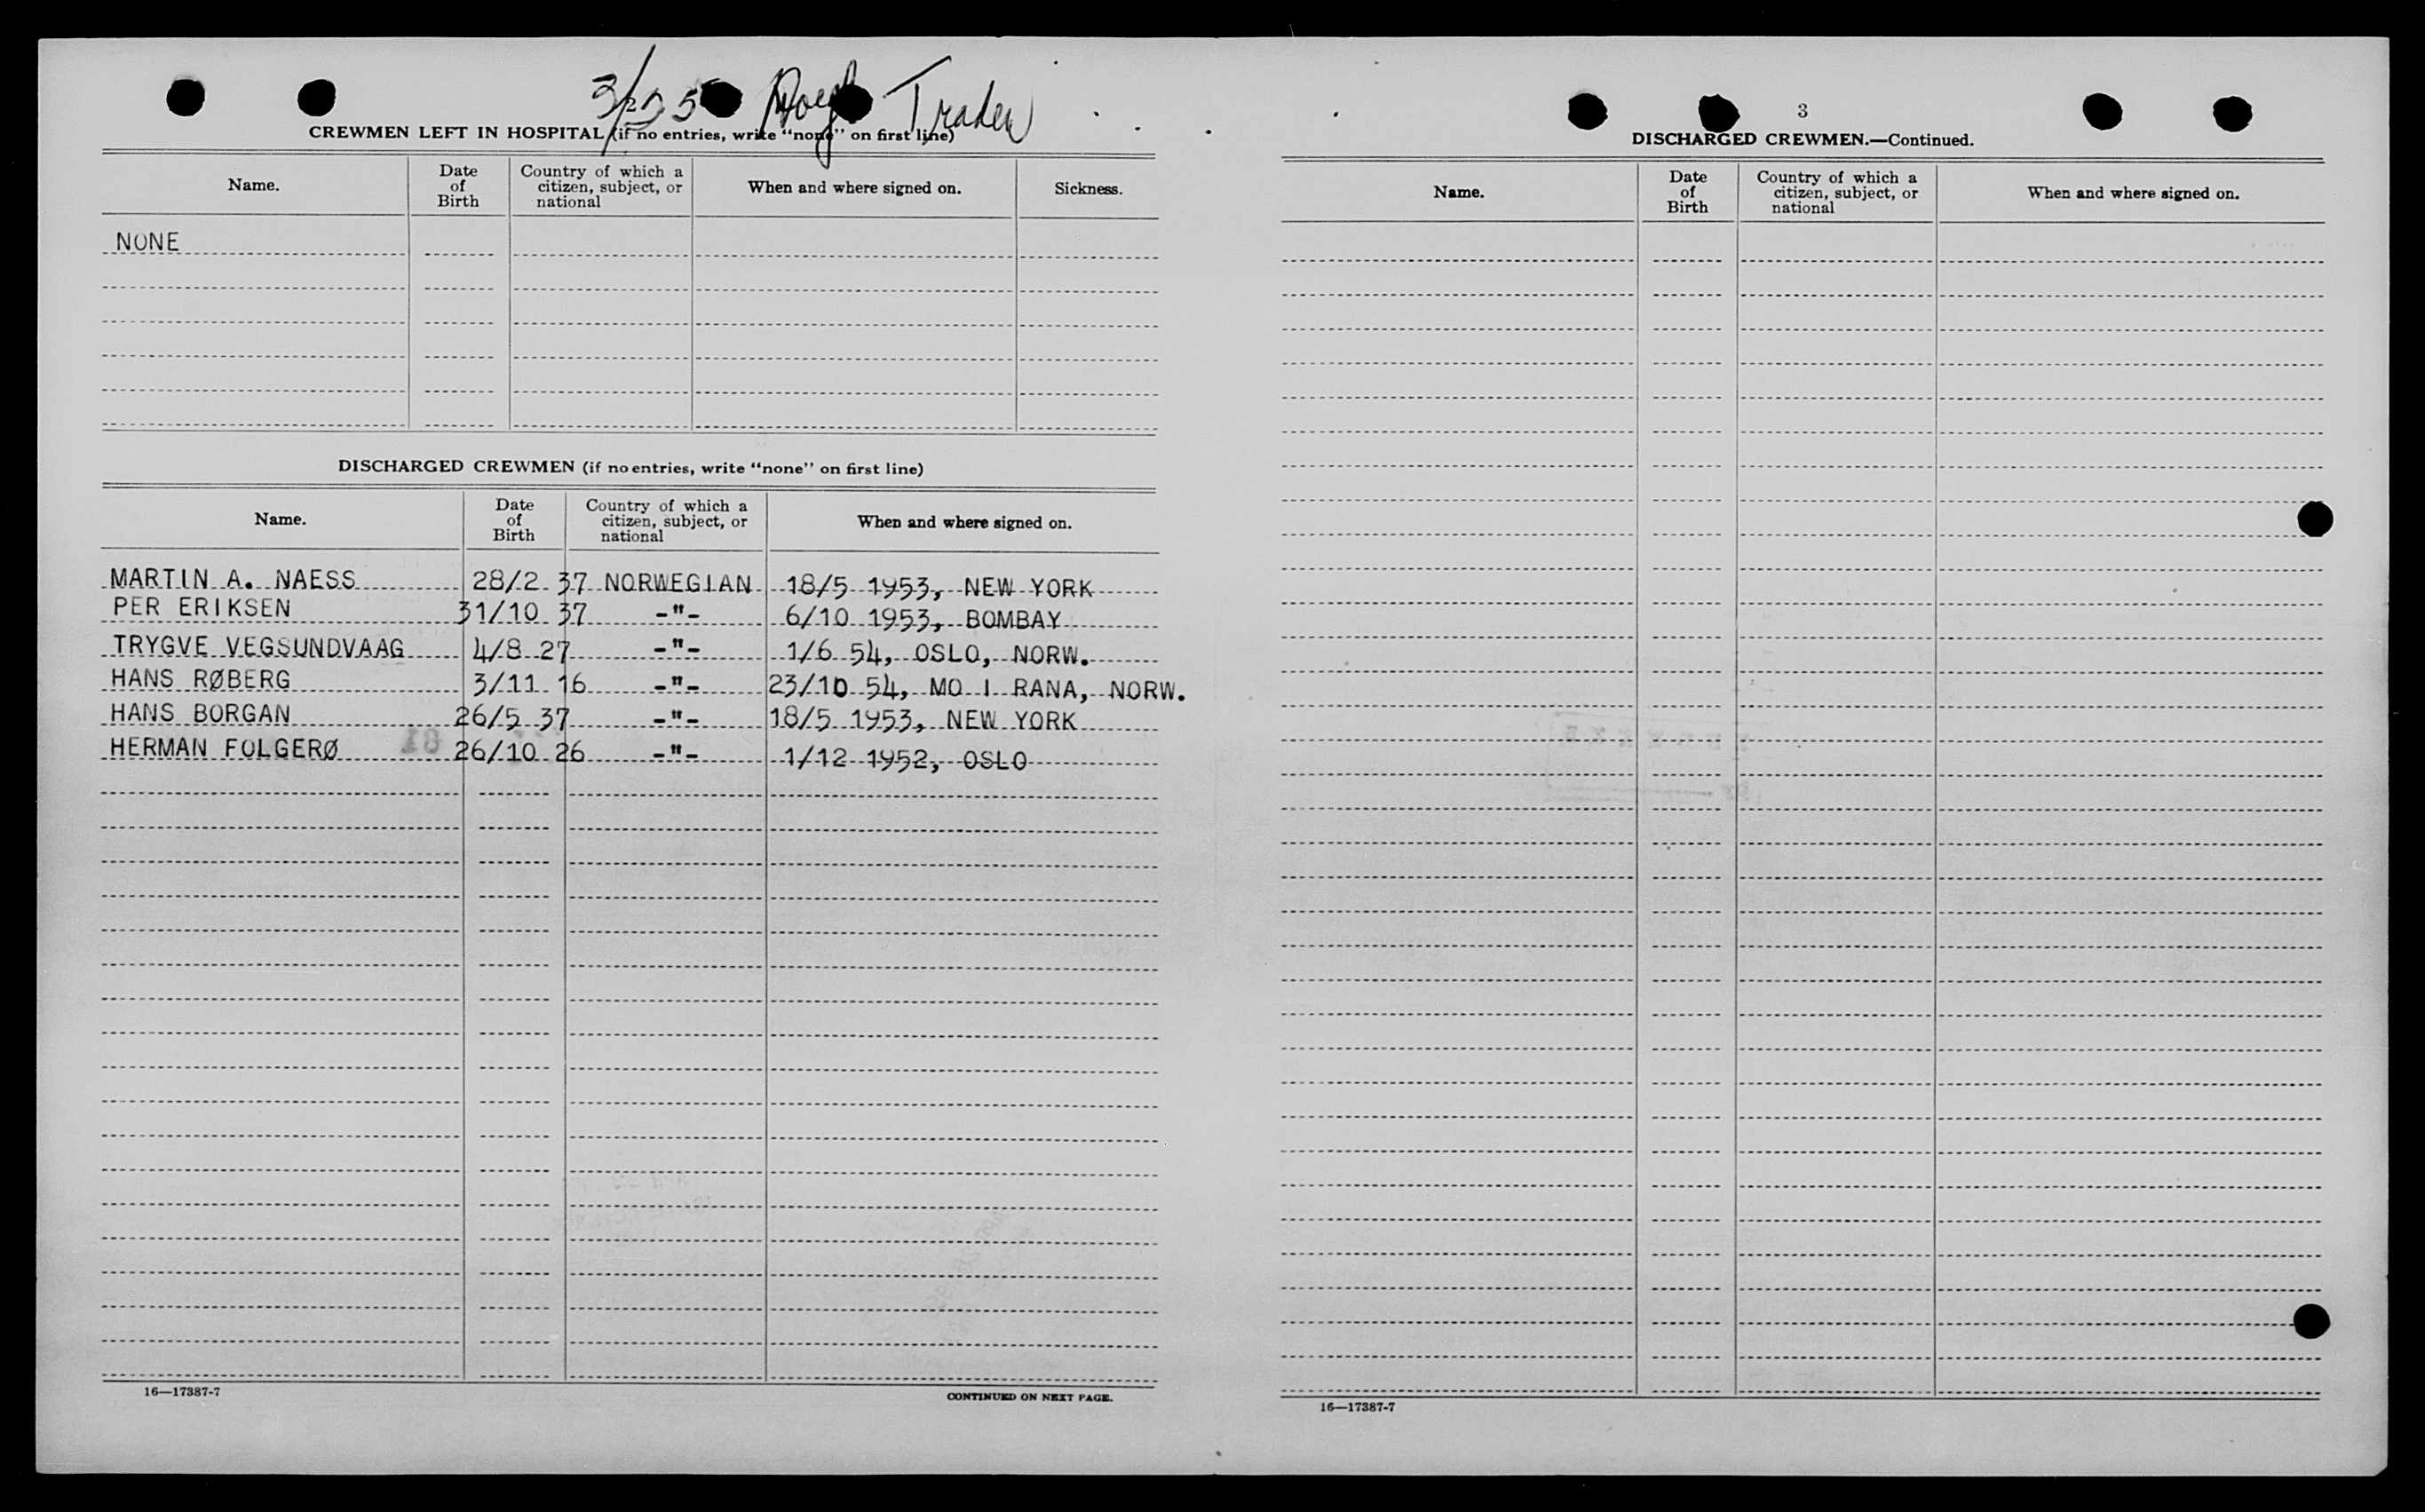 Hoegh Trader
CREWMEN LEFT IN HOSPITAL (if no entries, write "none" on first line)
Name. Date of Birth Country of which a citizen, subject, or national When and where signed on. Sickness.
NONE
DISCHARGED CREWMEN (if no entries, write "none" on first line)
Name. Date of Birth Country of which a citizen, subject, or national When and where signed on.
MARTIN A. NAESS 28/2 37 NORWEGIAN 18/5 1953, NEW YORK
PER ERIKSEN 31/10 37 -"- 6/10 1953, BOMBAY
TRYGVE VEGSUNDVAAG 4/8 27 -"- 1/6 54, OSLO, NORW.
HANS RØBERG 3/11 16 -"- 23/10 54, MO I RANA, NORW.
HANS BORGAN 26/5 37 -"- 18/5 1953, NEW YORK
HERMAN FOLGERØ 26/10 26 -"- 1/12 1952, OSLO
16—17387-7 CONTINUED ON NEXT PAGE.
3
DISCHARGED CREWMEN.—Continued.
Name. Date of Birth Country of which a citizen, subject, or national When and where signed on.
16—17387-7